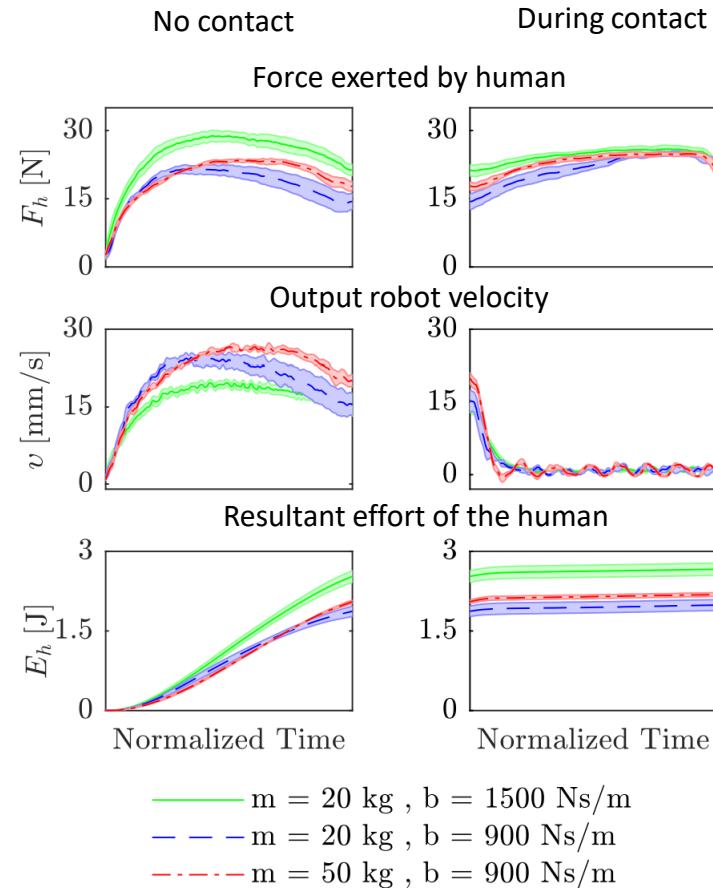 No contact
During contact
Force exerted by human
F_h [N]
30
15
0
30
15
0
Output robot velocity
v [mm/s]
30
15
0
30
15
0
Resultant effort of the human
E_h [J]
3
1.5
0
3
1.5
0
Normalized Time
Normalized Time
m = 20 kg , b = 1500 Ns/m
m = 20 kg , b = 900 Ns/m
m = 50 kg , b = 900 Ns/m